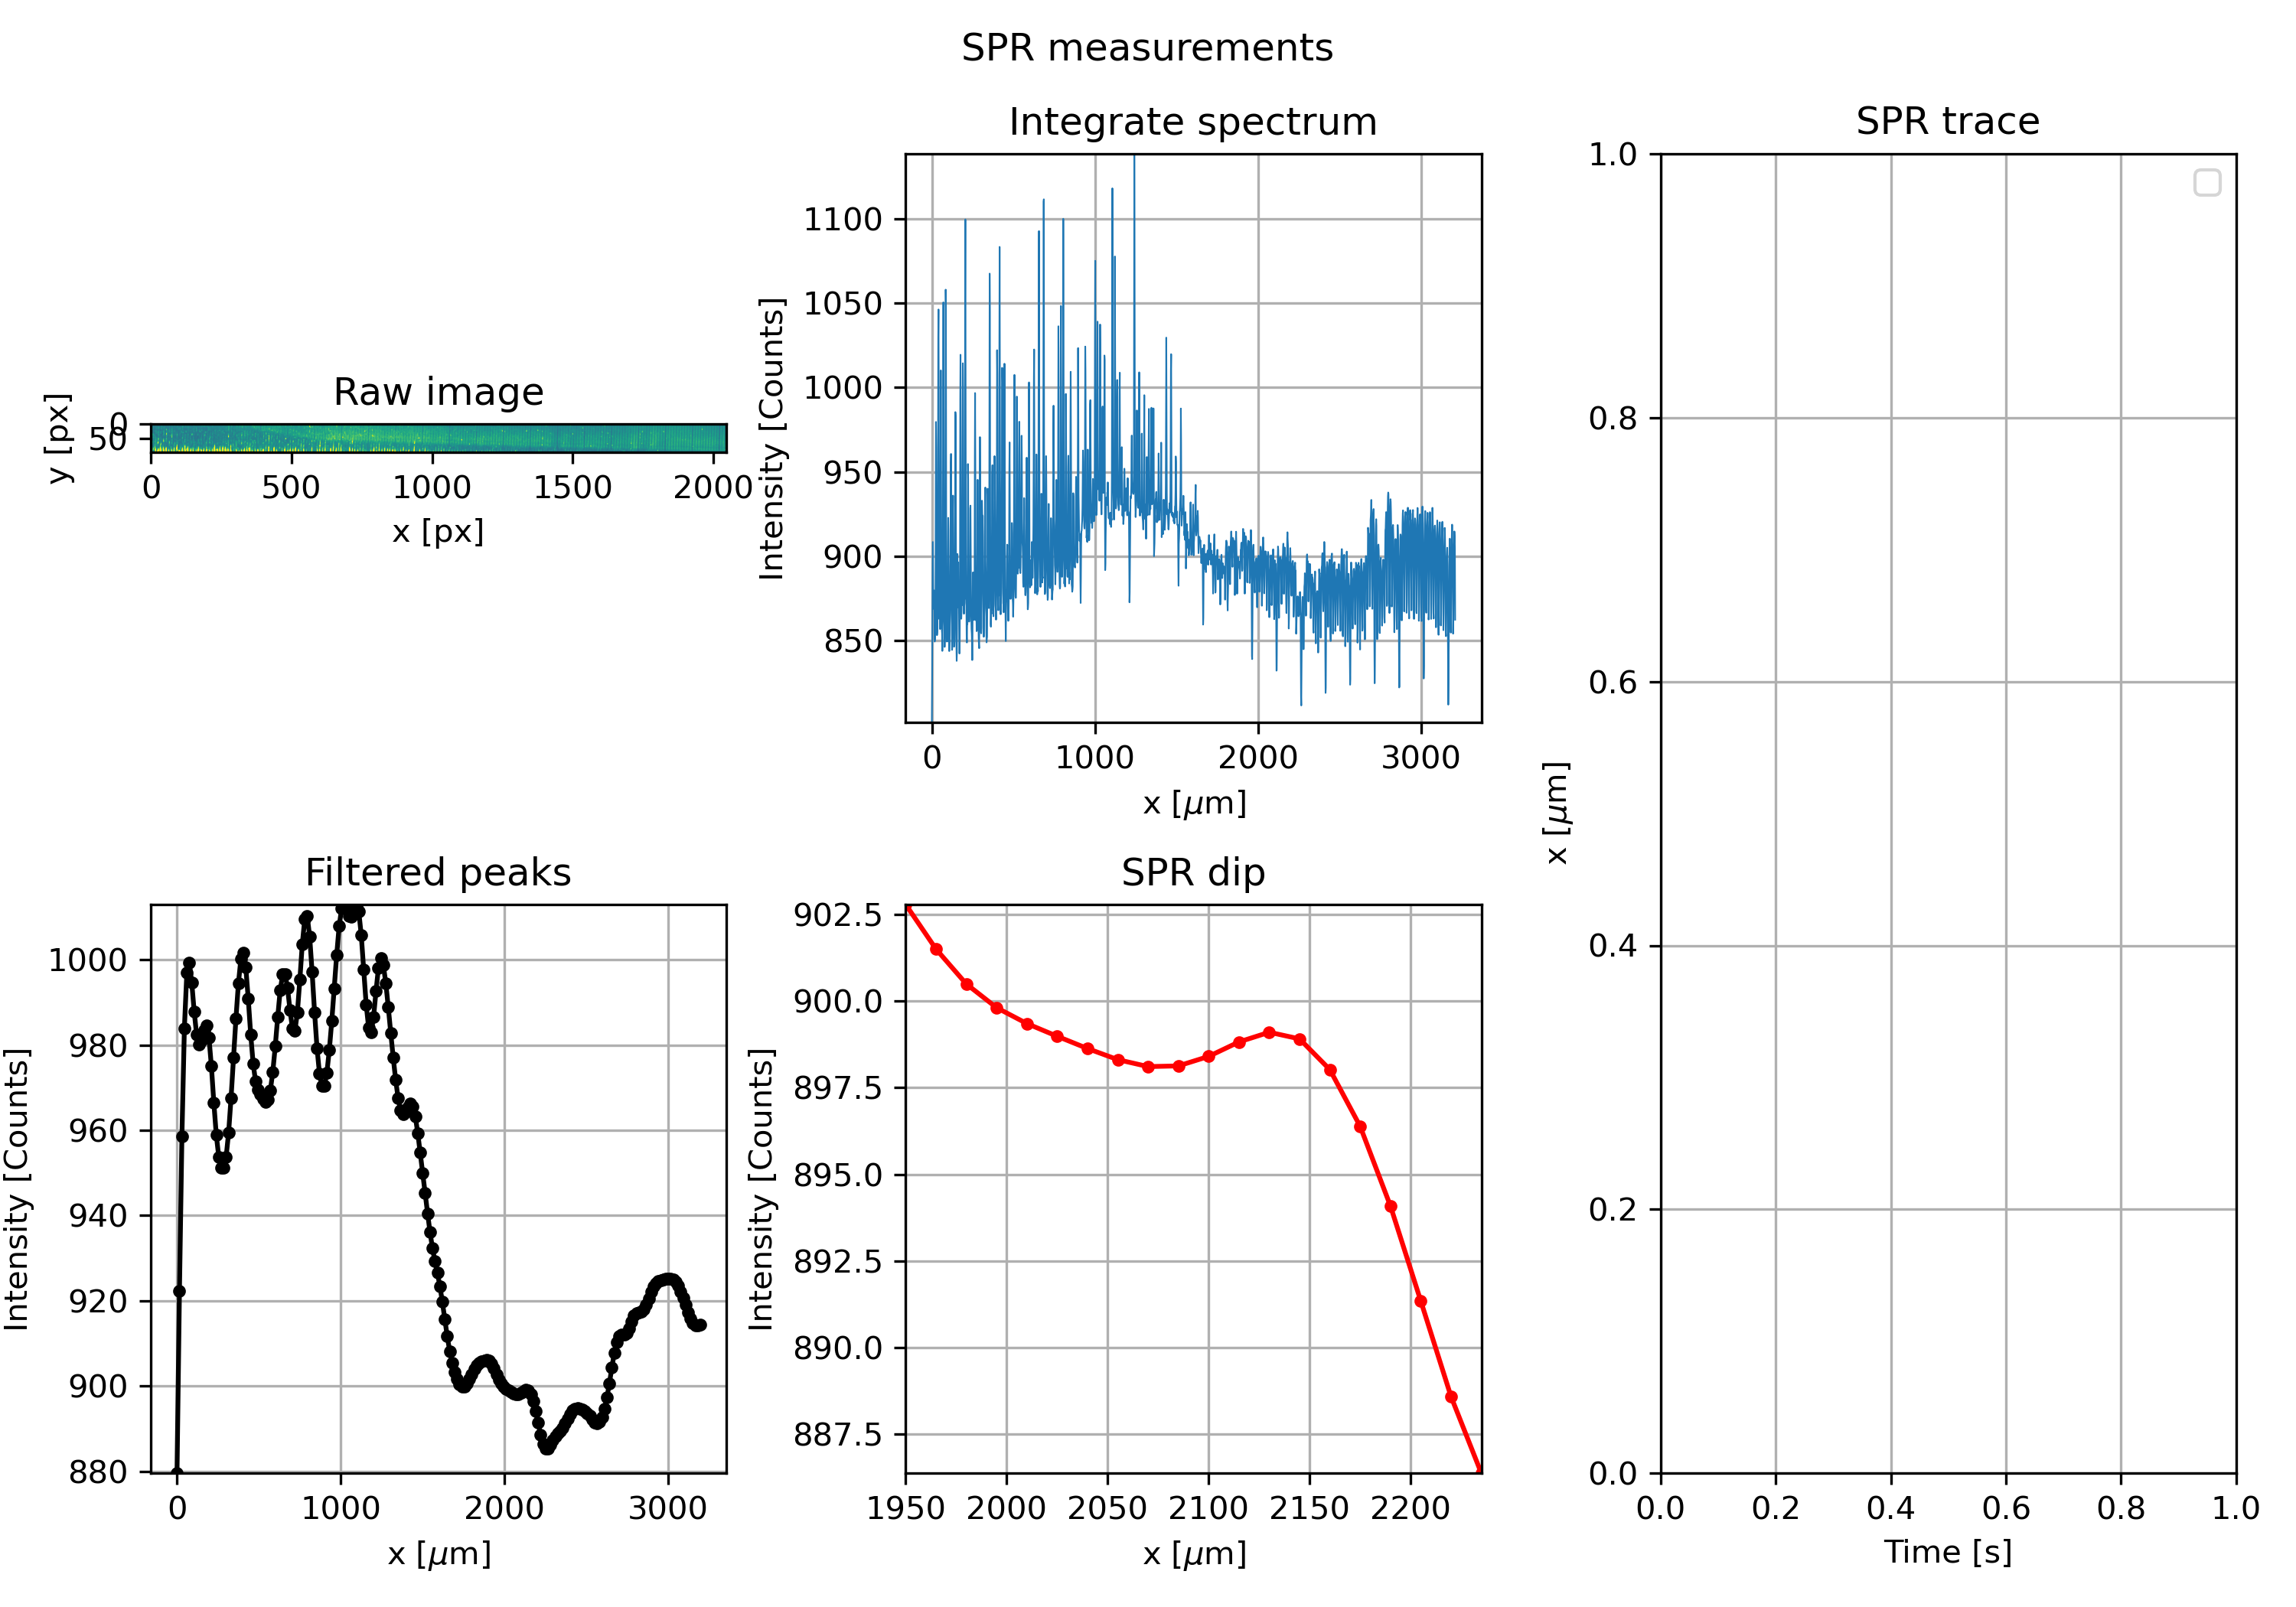 SPR measurements
Raw image
y [px]
0
50
0 500 1000 1500 2000
x [px]
Integrate spectrum
Intensity [Counts]
1100
1050
1000
950
900
850
0 1000 2000 3000
x [μm]
Filtered peaks
Intensity [Counts]
1000
980
960
940
920
900
880
0 1000 2000 3000
x [μm]
SPR dip
Intensity [Counts]
902.5
900.0
897.5
895.0
892.5
890.0
887.5
1950 2000 2050 2100 2150 2200
x [μm]
SPR trace
x [μm]
1.0
0.8
0.6
0.4
0.2
0.0
0.0 0.2 0.4 0.6 0.8 1.0
Time [s]